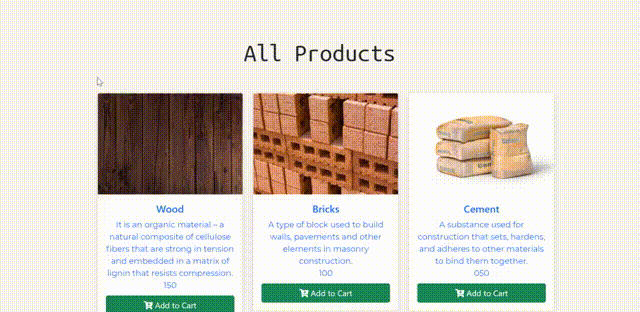 All Products
Wood
It is an organic material – a
natural composite of cellulose
fibers that are strong in tension
and embedded in a matrix of
lignin that resists compression.
150
Add to Cart
Bricks
A type of block used to build
walls, pavements and other
elements in masonry
construction.
100
Add to Cart
Cement
A substance used for
construction that sets, hardens,
and adheres to other materials
to bind them together.
050
Add to Cart